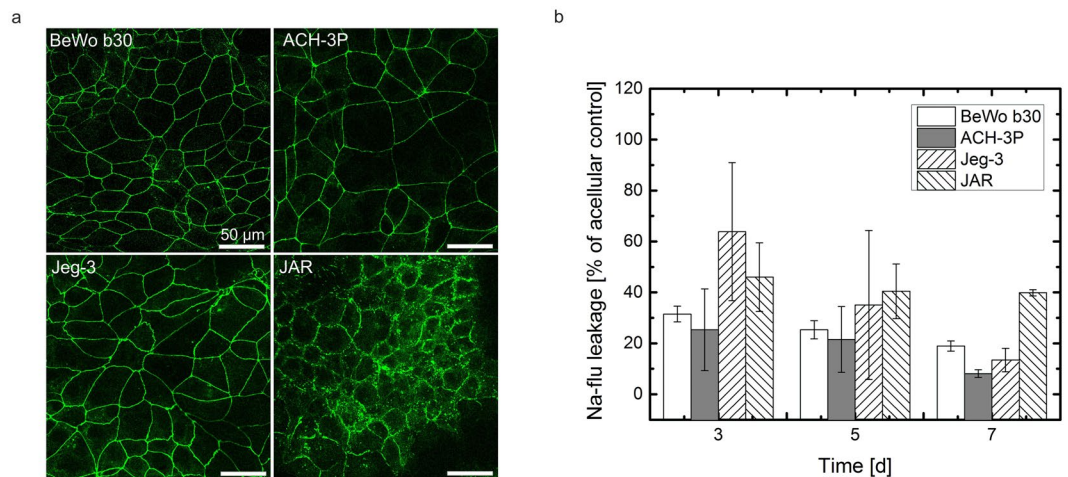 a
BeWo b30
ACH-3P
50 µm
Jeg-3
JAR
b
Na-flu leakage [% of acellular control]
120
100
80
60
40
20
0
BeWo b30
ACH-3P
Jeg-3
JAR
3
5
7
Time [d]